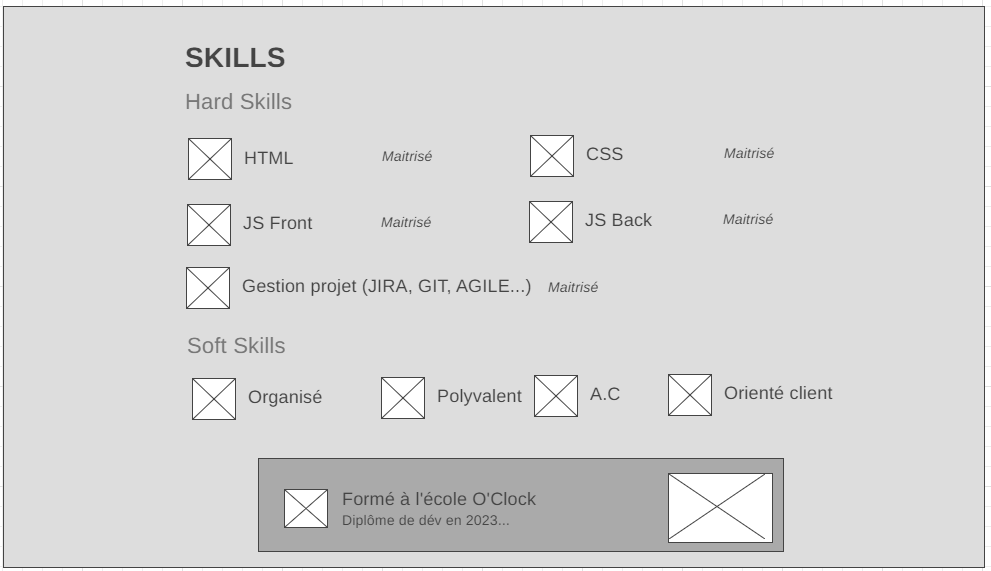 SKILLS
Hard Skills
HTML Maitrisé CSS Maitrisé
JS Front Maitrisé JS Back Maitrisé
Gestion projet (JIRA, GIT, AGILE...) Maitrisé
Soft Skills
Organisé Polyvalent A.C Orienté client
Formé à l'école O'Clock
Diplôme de dév en 2023...